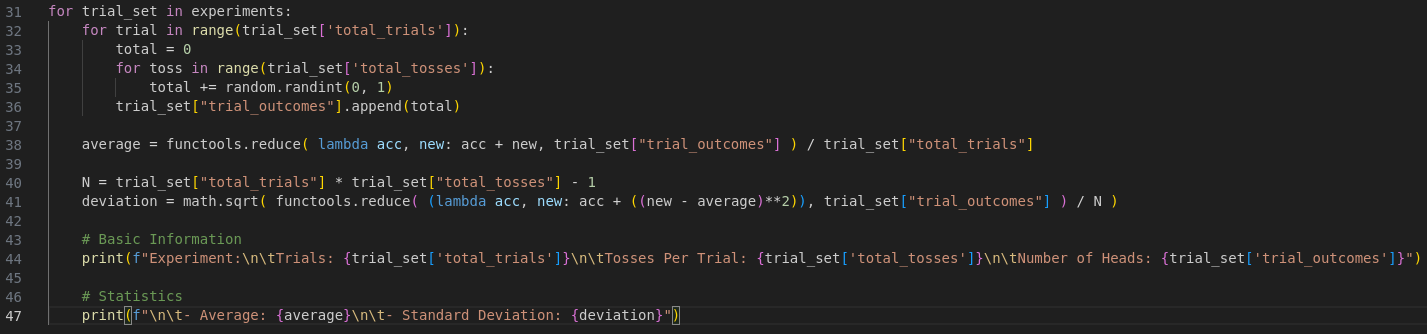 31 for trial_set in experiments:
32     for trial in range(trial_set['total_trials']):
33         total = 0
34         for toss in range(trial_set['total_tosses']):
35             total += random.randint(0, 1)
36         trial_set["trial_outcomes"].append(total)
37
38     average = functools.reduce( lambda acc, new: acc + new, trial_set["trial_outcomes"] ) / trial_set["total_trials"]
39
40     N = trial_set["total_trials"] * trial_set["total_tosses"] - 1
41     deviation = math.sqrt( functools.reduce( (lambda acc, new: acc + ((new - average)**2)), trial_set["trial_outcomes"] ) / N )
42
43     # Basic Information
44     print(f"Experiment:\n\tTrials: {trial_set['total_trials']}\n\tTosses Per Trial: {trial_set['total_tosses']}\n\tNumber of Heads: {trial_set['trial_outcomes']}")
45
46     # Statistics
47     print(f"\n\t- Average: {average}\n\t- Standard Deviation: {deviation}")